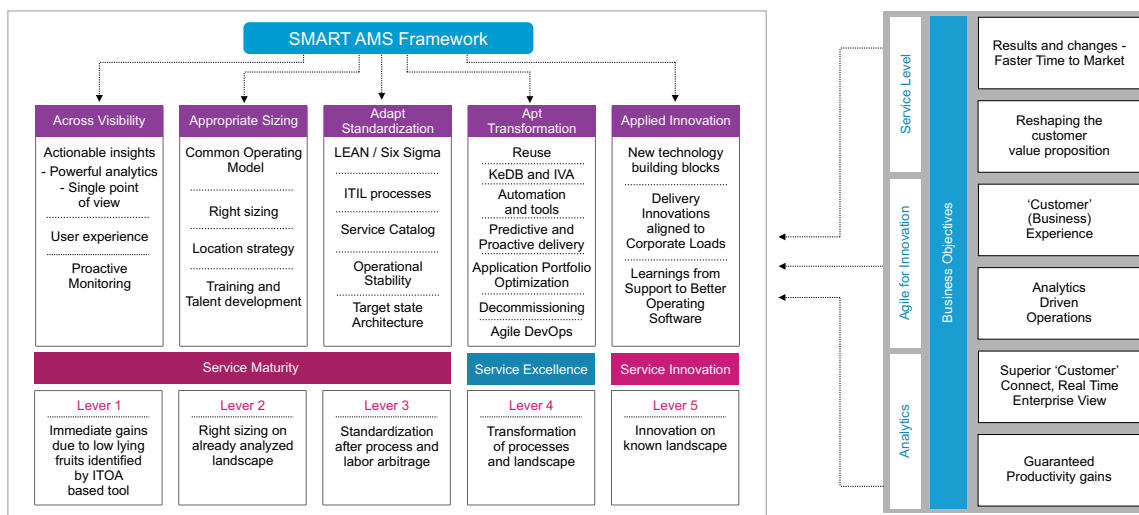 SMART AMS Framework
Across Visibility
Actionable insights
- Powerful analytics
- Single point
of view
User experience
Proactive
Monitoring
Appropriate Sizing
Common Operating
Model
Right sizing
Location strategy
Training and
Talent development
Adapt
Standardization
LEAN / Six Sigma
ITIL processes
Service Catalog
Operational
Stability
Target state
Architecture
Apt
Transformation
Reuse
KeDB and IVA
Automation
and tools
Predictive and
Proactive delivery
Application Portfolio
Optimization
Decommissioning
Agile DevOps
Applied Innovation
New technology
building blocks
Delivery
Innovations
aligned to
Corporate Loads
Learnings from
Support to Better
Operating
Software
Service Maturity
Service Excellence
Service Innovation
Lever 1
Immediate gains
due to low lying
fruits identified
by ITOA
based tool
Lever 2
Right sizing on
already analyzed
landscape
Lever 3
Standardization
after process and
labor arbitrage
Lever 4
Transformation
of processes
and landscape
Lever 5
Innovation on
known landscape
Service Level
Agile for Innovation
Analytics
Business Objectives
Results and changes -
Faster Time to Market
Reshaping the
customer
value proposition
‘Customer’
(Business)
Experience
Analytics
Driven
Operations
Superior ‘Customer’
Connect, Real Time
Enterprise View
Guaranteed
Productivity gains